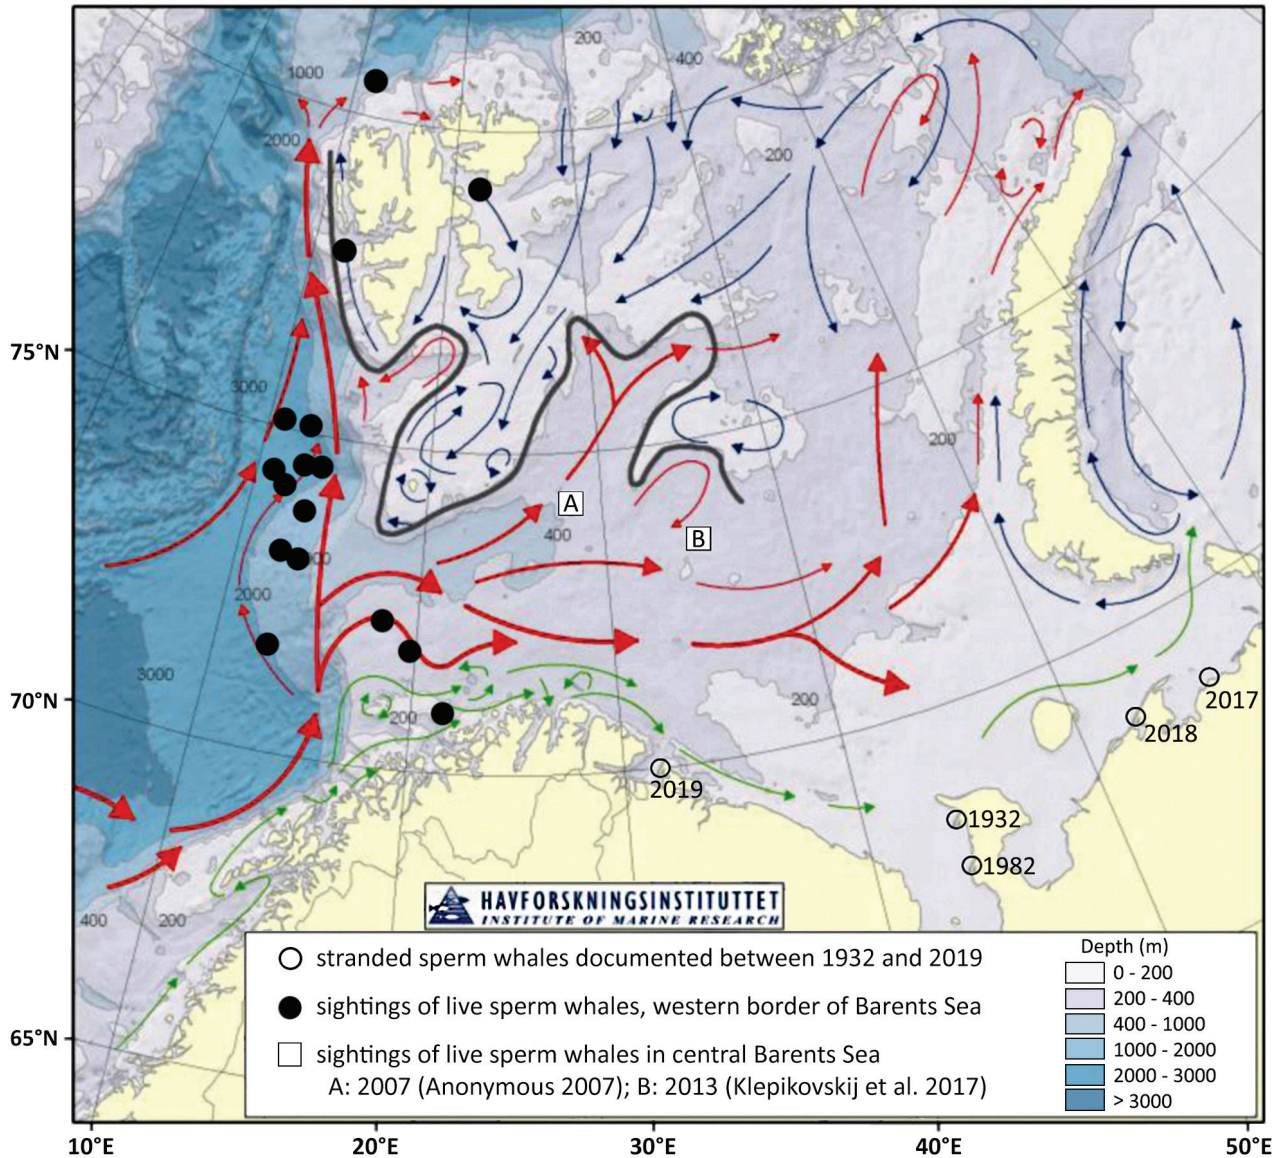 200
400
1000
2000
200
75°N
3000
200
A
B
400
2000
3000
70°N
200
200
2017
2018
2019
1932
1982
400
200
HAVFORSKNINGSINSTITUTTET
INSTITUTE OF MARINE RESEARCH
stranded sperm whales documented between 1932 and 2019
sightings of live sperm whales, western border of Barents Sea
sightings of live sperm whales in central Barents Sea
A: 2007 (Anonymous 2007); B: 2013 (Klepikovskij et al. 2017)
Depth (m)
0 - 200
200 - 400
400 - 1000
1000 - 2000
2000 - 3000
> 3000
65°N
10°E
20°E
30°E
40°E
50°E